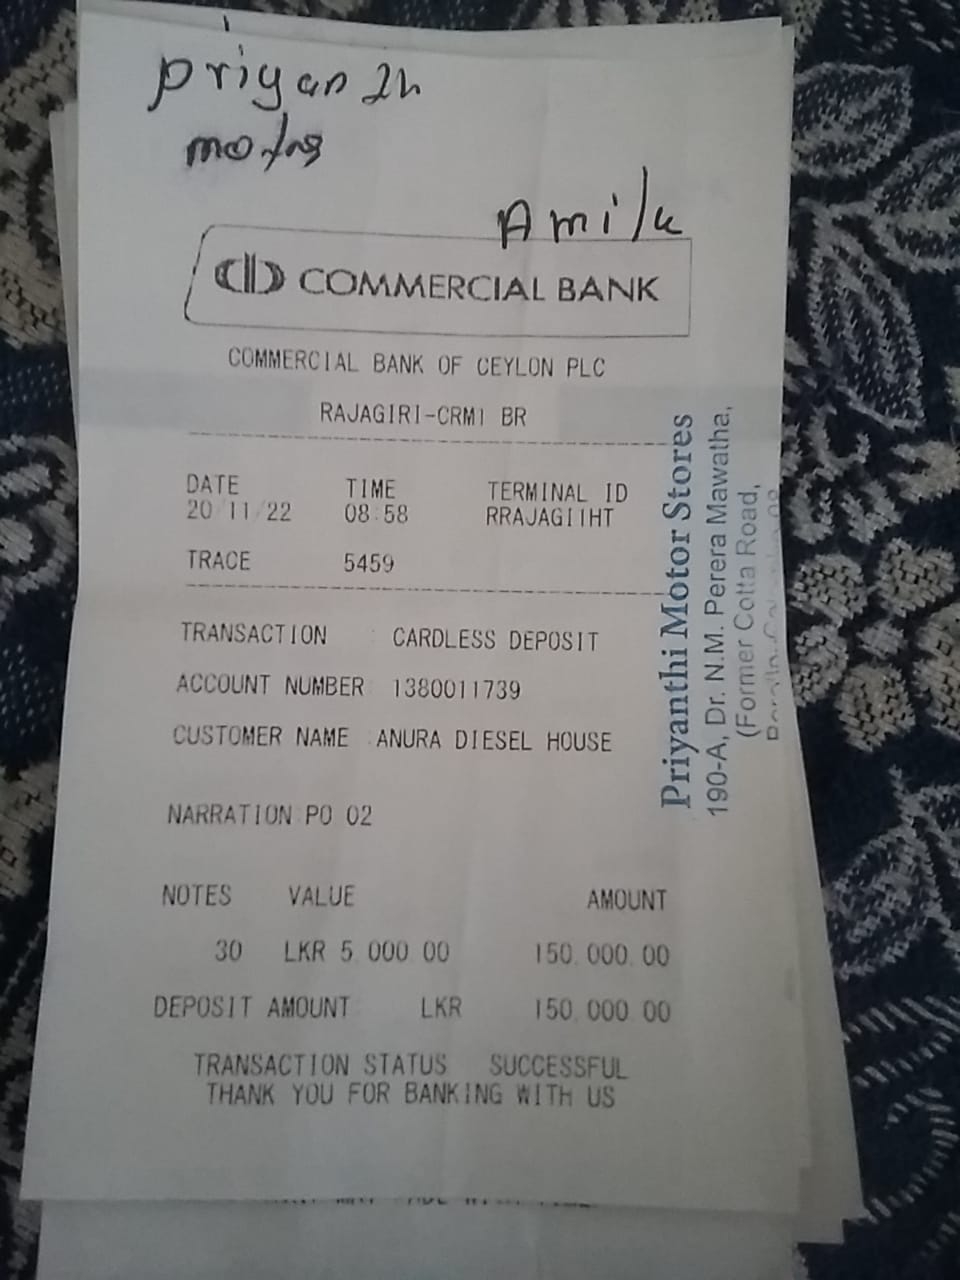 priyan
Amila
COMMERCIAL BANK
COMMERCIAL BANK OF CEYLON PLC
RAJAGIRI-CRM1 BR
DATE TIME TERMINAL ID
20/11/22 08:58 RRAJAGI1HT
TRACE 5459
TRANSACTION : CARDLESS DEPOSIT
ACCOUNT NUMBER 1380011739
CUSTOMER NAME :ANURA DIESEL HOUSE
NARRATION:PO 02
NOTES VALUE AMOUNT
30 LKR 5,000.00 150,000.00
DEPOSIT AMOUNT LKR 150,000.00
TRANSACTION STATUS SUCCESSFUL
THANK YOU FOR BANKING WITH US
Priyanthi Motor Stores
190-A, Dr. N.M. Perera Mawatha,
(Former Cotta Road,